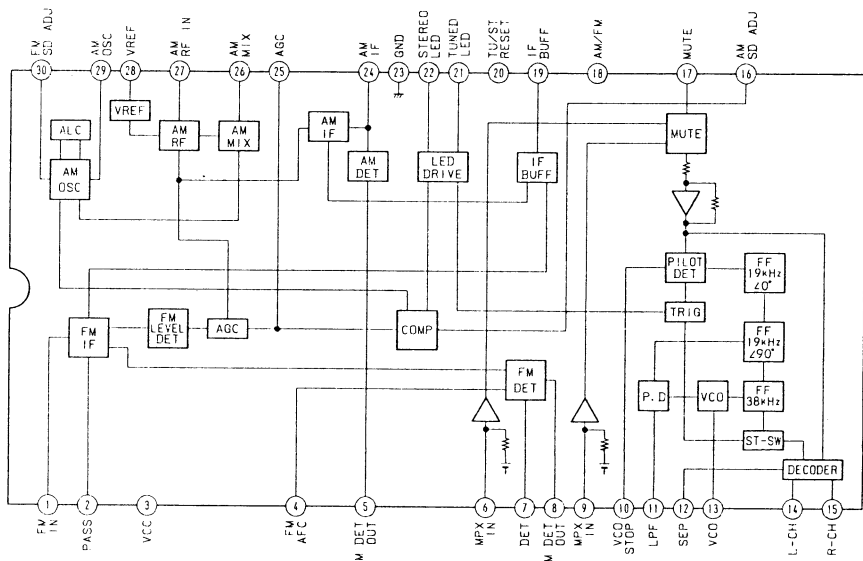 FM
SD ADJ
AM
OSC
VREF
AM
RF IN
AM
MIX
AGC
AM
IF
GND
STEREO
LED
TUNED
LED
TU/ST
RESET
IF
BUFF
AM/FM
MUTE
AM
SD ADJ
30
29
28
27
26
25
24
23
22
21
20
19
18
17
16
ALC
AM
OSC
VREF
AM
RF
AM
MIX
AM
IF
AM
DET
LED
DRIVE
IF
BUFF
MUTE
PILOT
DET
FF
19kHz
∠0°
TRIG
FM
IF
FM
LEVEL
DET
AGC
COMP
FF
19kHz
∠90°
FM
DET
P.D
VCO
FF
38kHz
ST-SW
DECODER
1
2
3
4
5
6
7
8
9
10
11
12
13
14
15
FM
IN
PASS
VCC
FM
AFC
M DET
OUT
MPX
IN
DET
M DET
OUT
MPX
IN
VCO
STOP
LPF
SEP
VCO
L-CH
R-CH